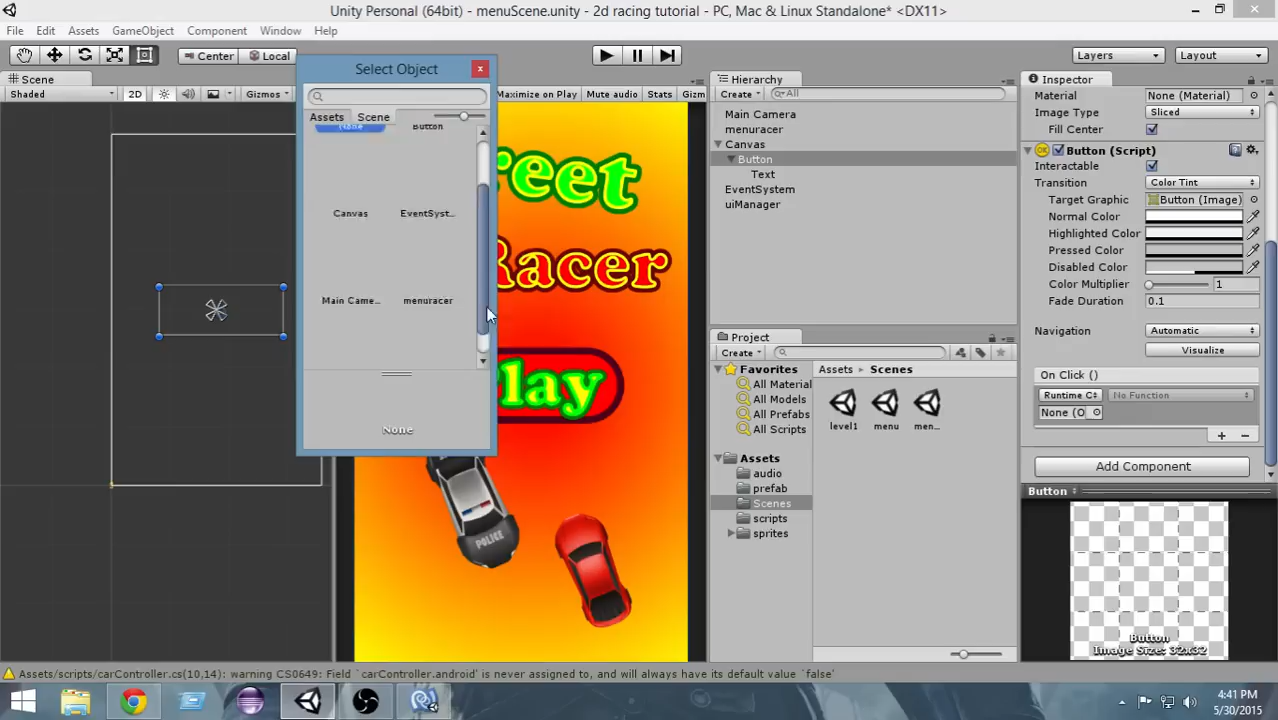 Unity Personal (64bit) - menuScene.unity - 2d racing tutorial - PC, Mac & Linux Standalone* <DX11>
File Edit Assets GameObject Component Window Help
Center Local Layers Layout
Scene
Shaded 2D Gizmos
Maximize on Play Mute audio Stats Gizm
Select Object
Assets Scene
None Button
Canvas EventSyst...
Main Came... menuracer
None
reet
Racer
Play
POLICE
Hierarchy
Create All
Main Camera
menuracer
Canvas
Button
Text
EventSystem
uiManager
Project
Create
Favorites
All Material
All Models
All Prefabs
All Scripts
Assets
audio
prefab
Scenes
scripts
sprites
Assets Scenes
level1 menu men...
Inspector
Material None (Material)
Image Type Sliced
Fill Center
Button (Script)
Interactable
Transition Color Tint
Target Graphic Button (Image)
Normal Color
Highlighted Color
Pressed Color
Disabled Color
Color Multiplier 1
Fade Duration 0.1
Navigation Automatic
Visualize
On Click ()
Runtime C No Function
None (O
Add Component
Button
Button
Image Size: 32x32
Assets/scripts/carController.cs(10,14): warning CS0649: Field `carController.android' is never assigned to, and will always have its default value `false'
4:41 PM
5/30/2015